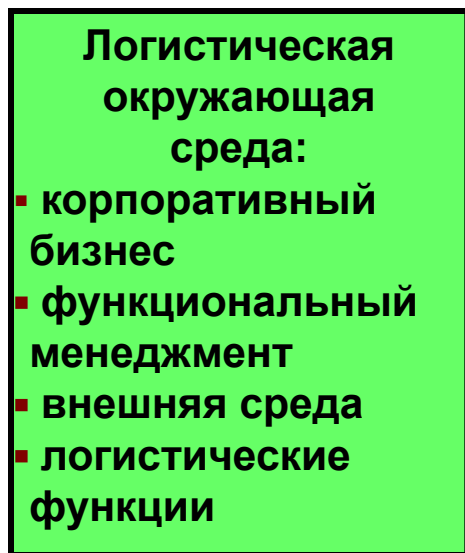 Логистическая
окружающая
среда:
▪ корпоративный
бизнес
▪ функциональный
менеджмент
▪ внешняя среда
▪ логистические
функции